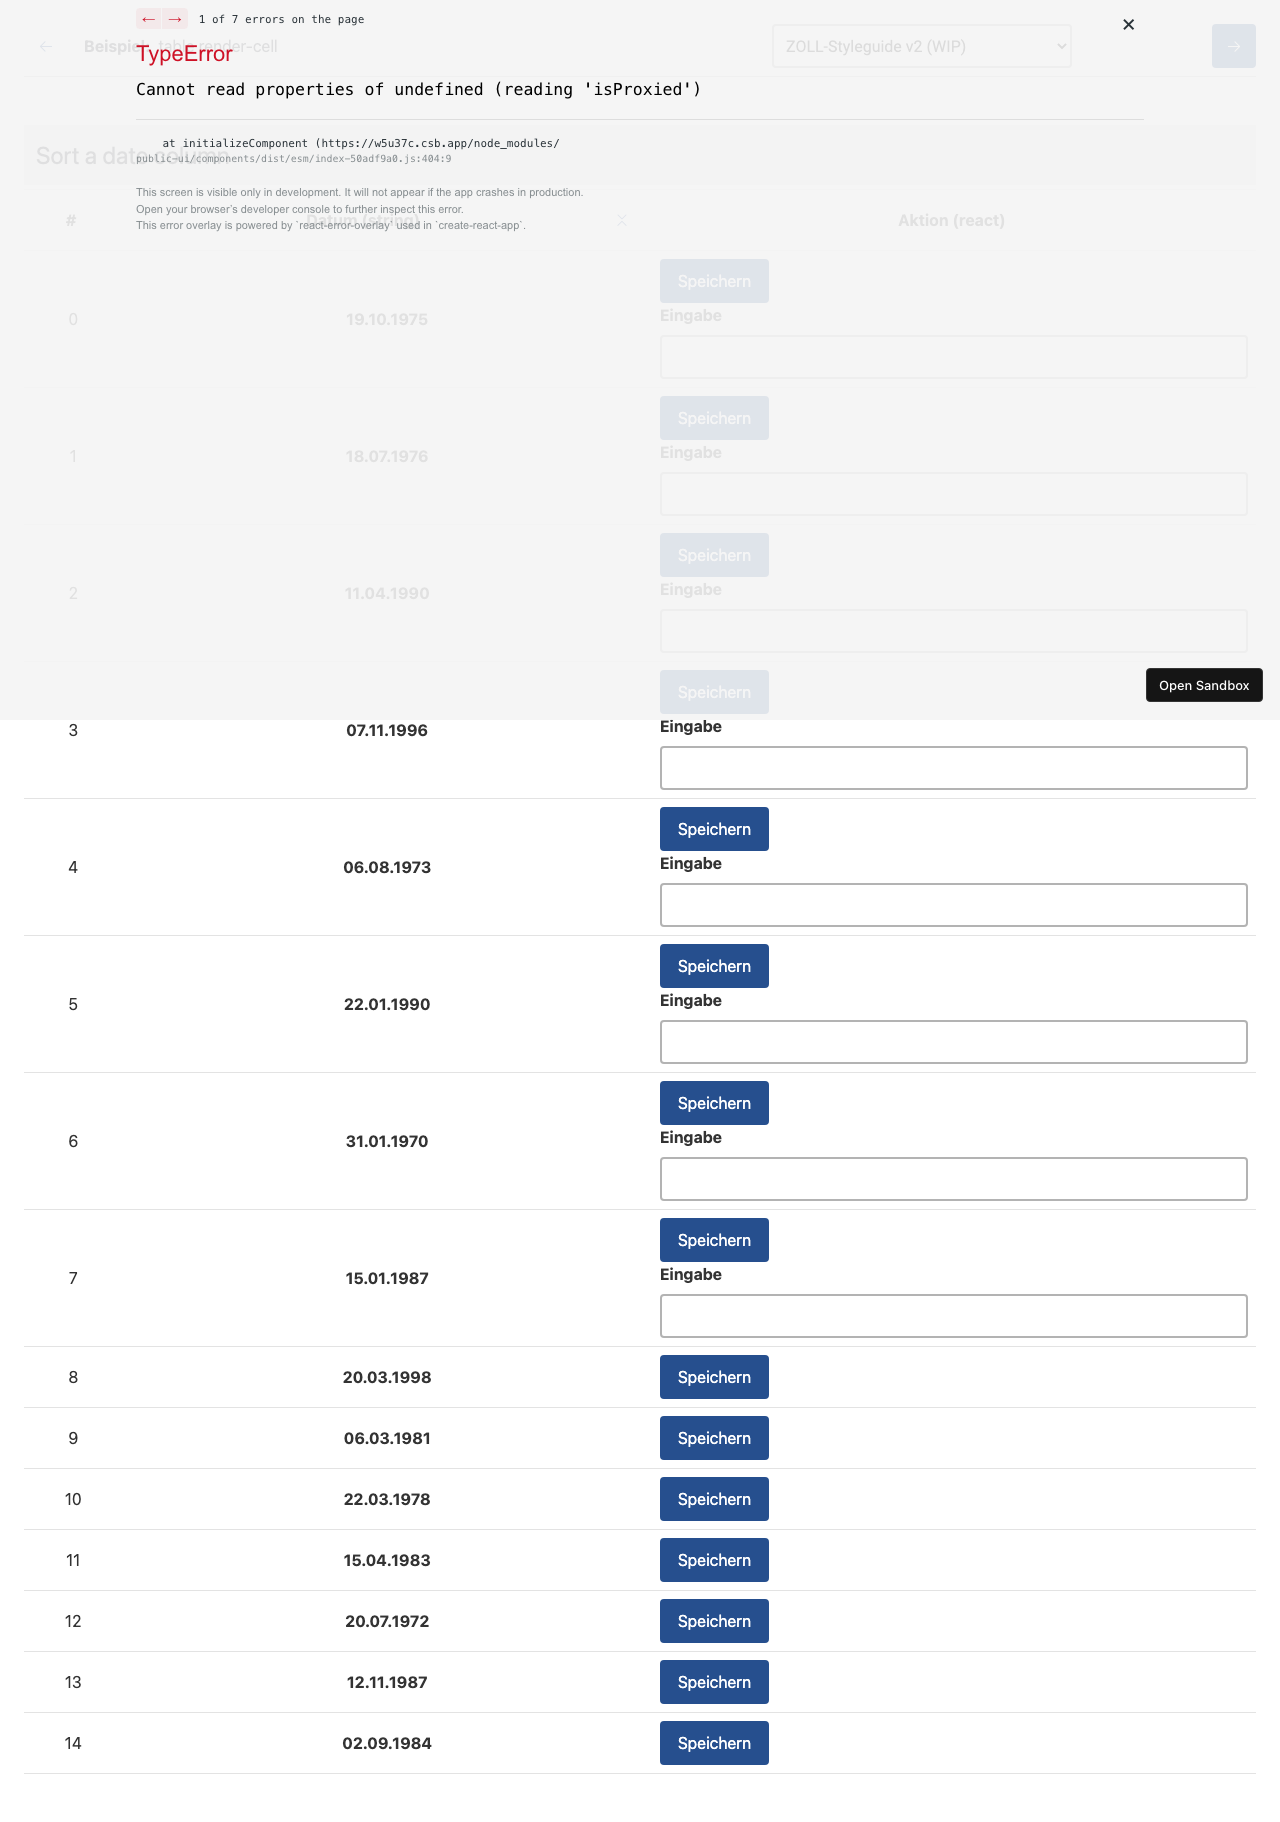 ← → 1 of 7 errors on the page
×
← Beispiel table render-cell
ZOLL-Styleguide v2 (WIP)
→
TypeError
Cannot read properties of undefined (reading 'isProxied')
at initializeComponent (https://w5u37c.csb.app/node_modules/
public-ui/components/dist/esm/index-50adf9a0.js:404:9
Sort a date column
This screen is visible only in development. It will not appear if the app crashes in production.
Open your browser’s developer console to further inspect this error.
This error overlay is powered by `react-error-overlay` used in `create-react-app`.
# Datum (string) Aktion (react)
Speichern
0 19.10.1975 Eingabe
Speichern
1 18.07.1976 Eingabe
Speichern
2 11.04.1990 Eingabe
Open Sandbox
Speichern
3 07.11.1996 Eingabe
Speichern
4 06.08.1973 Eingabe
Speichern
5 22.01.1990 Eingabe
Speichern
6 31.01.1970 Eingabe
Speichern
7 15.01.1987 Eingabe
8 20.03.1998 Speichern
9 06.03.1981 Speichern
10 22.03.1978 Speichern
11 15.04.1983 Speichern
12 20.07.1972 Speichern
13 12.11.1987 Speichern
14 02.09.1984 Speichern